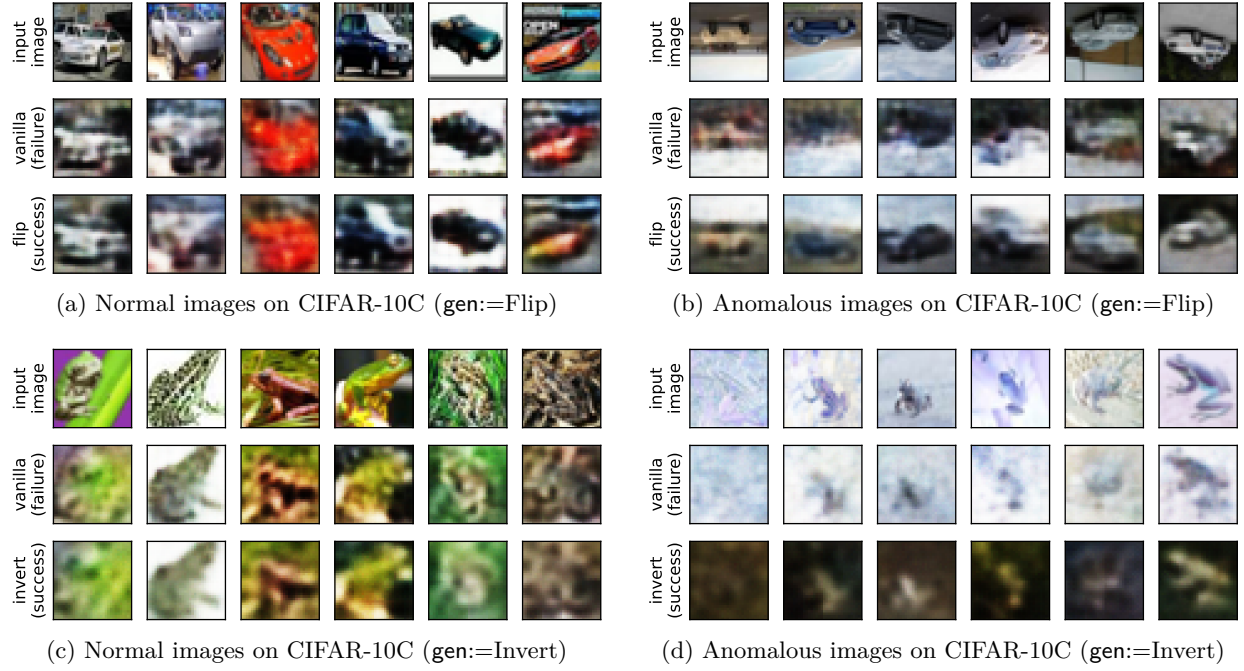 input
image
vanilla
(failure)
flip
(success)
(a) Normal images on CIFAR-10C (gen:=Flip)
input
image
vanilla
(failure)
flip
(success)
(b) Anomalous images on CIFAR-10C (gen:=Flip)
input
image
vanilla
(failure)
invert
(success)
(c) Normal images on CIFAR-10C (gen:=Invert)
input
image
vanilla
(failure)
invert
(success)
(d) Anomalous images on CIFAR-10C (gen:=Invert)
OPEN